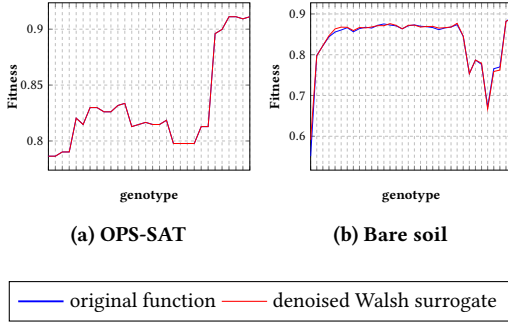 0.9
0.85
0.8
Fitness
genotype
(a) OPS-SAT
0.9
0.8
0.7
0.6
Fitness
genotype
(b) Bare soil
original function
denoised Walsh surrogate